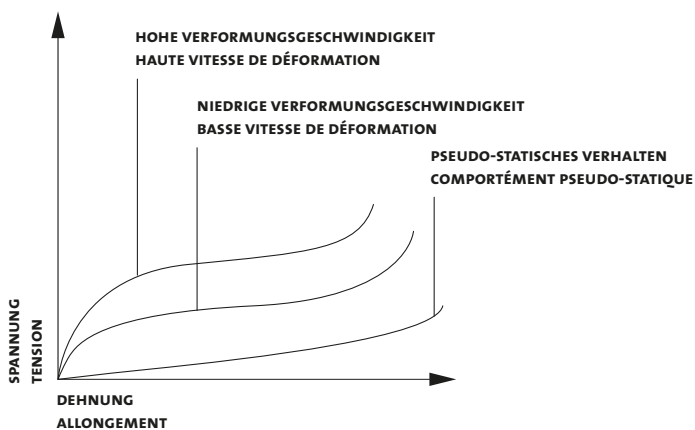 HOHE VERFORMUNGSGESCHWINDIGKEIT
HAUTE VITESSE DE DÉFORMATION
NIEDRIGE VERFORMUNGSGESCHWINDIGKEIT
BASSE VITESSE DE DÉFORMATION
PSEUDO-STATISCHES VERHALTEN
COMPORTÉMENT PSEUDO-STATIQUE
SPANNUNG
TENSION
DEHNUNG
ALLONGEMENT